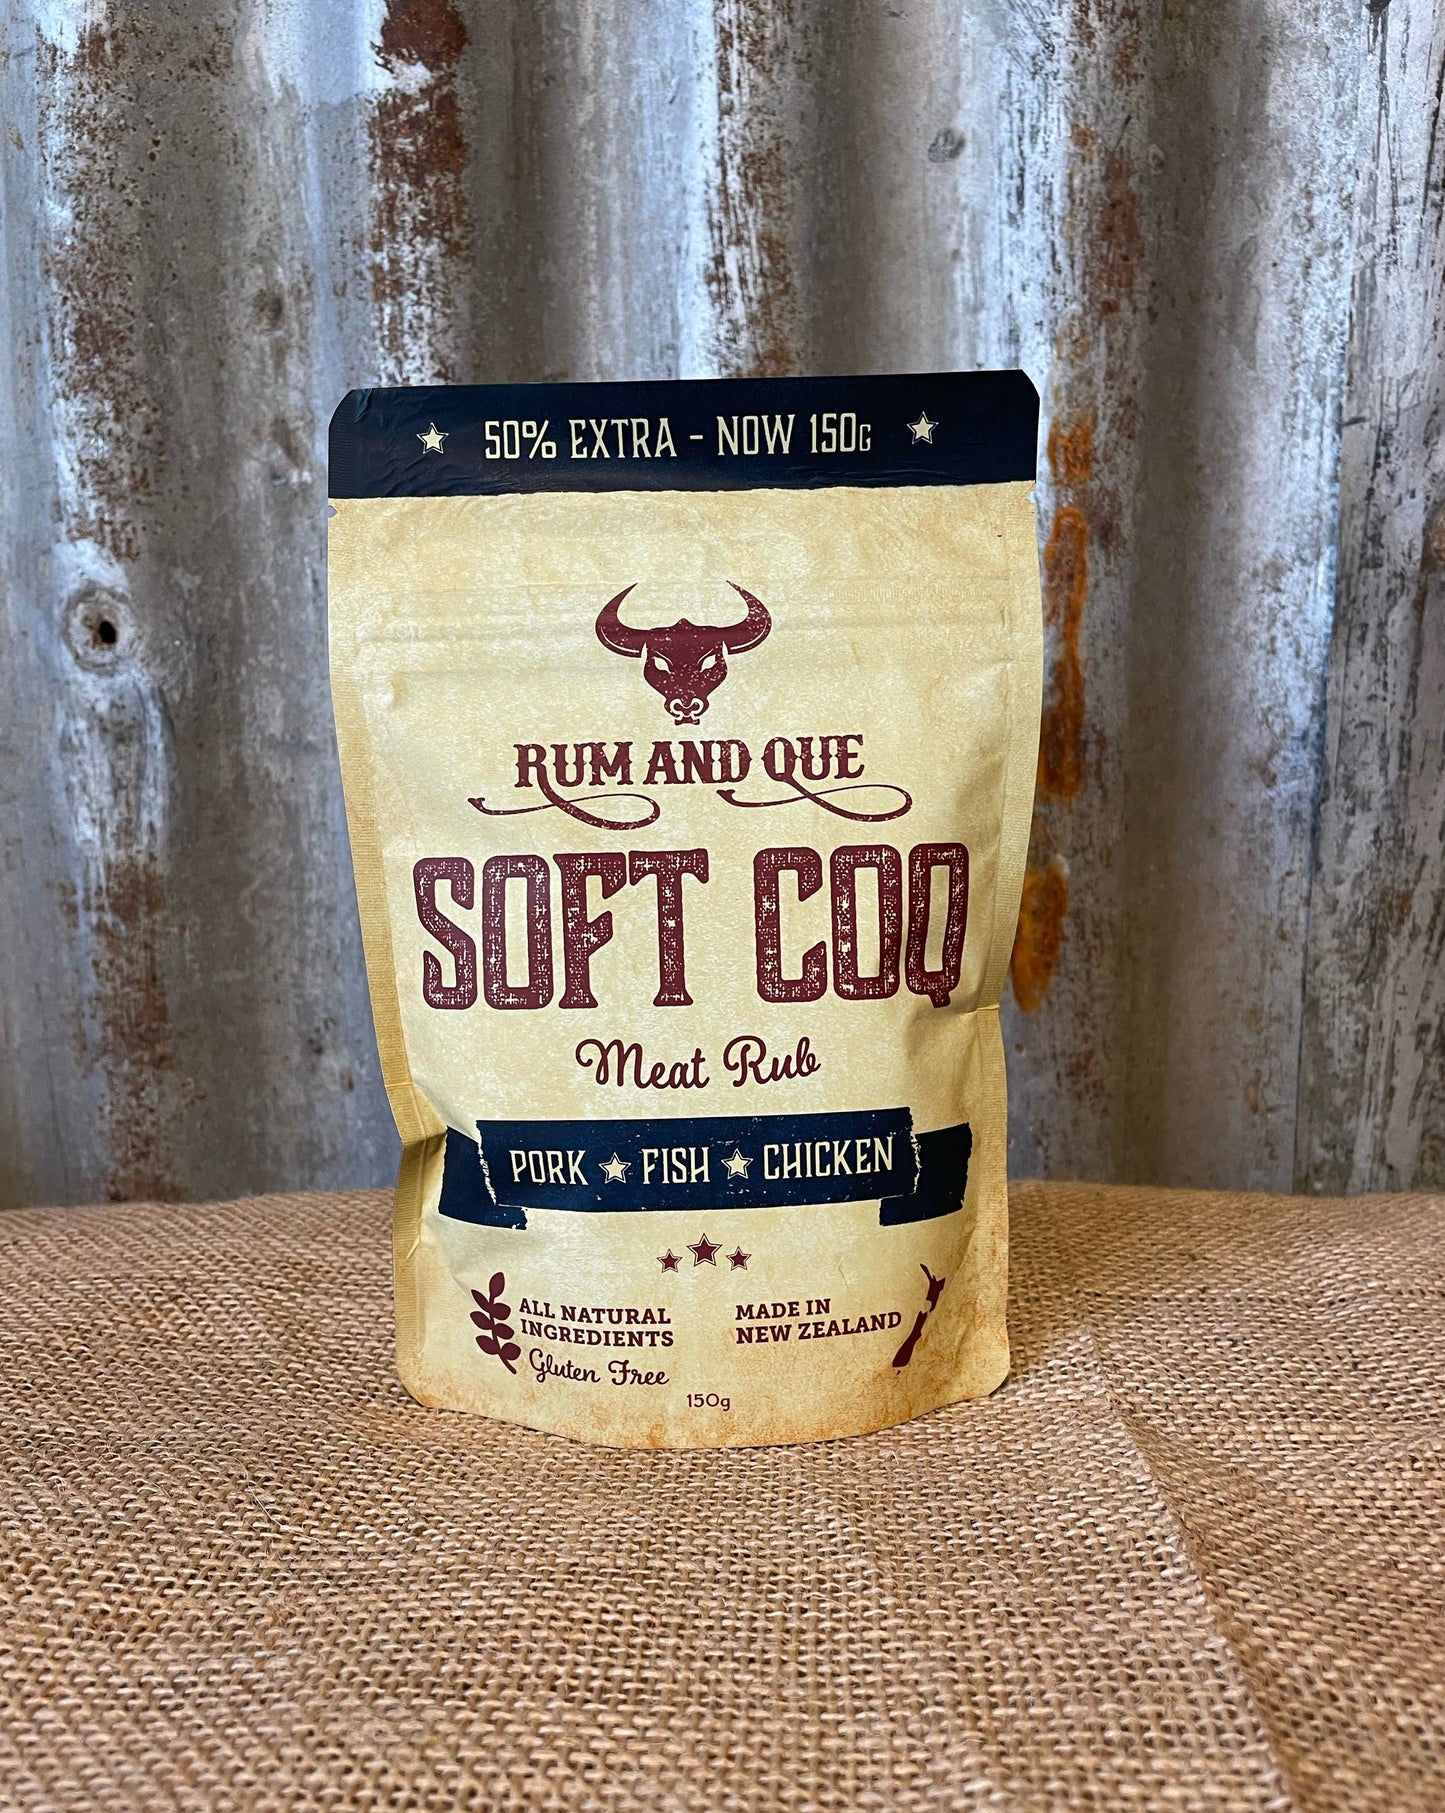 50% EXTRA - NOW 150G
RUM AND QUE
SOFT COQ
Meat Rub
PORK FISH CHICKEN
ALL NATURAL
INGREDIENTS
Gluten Free
MADE IN
NEW ZEALAND
150g